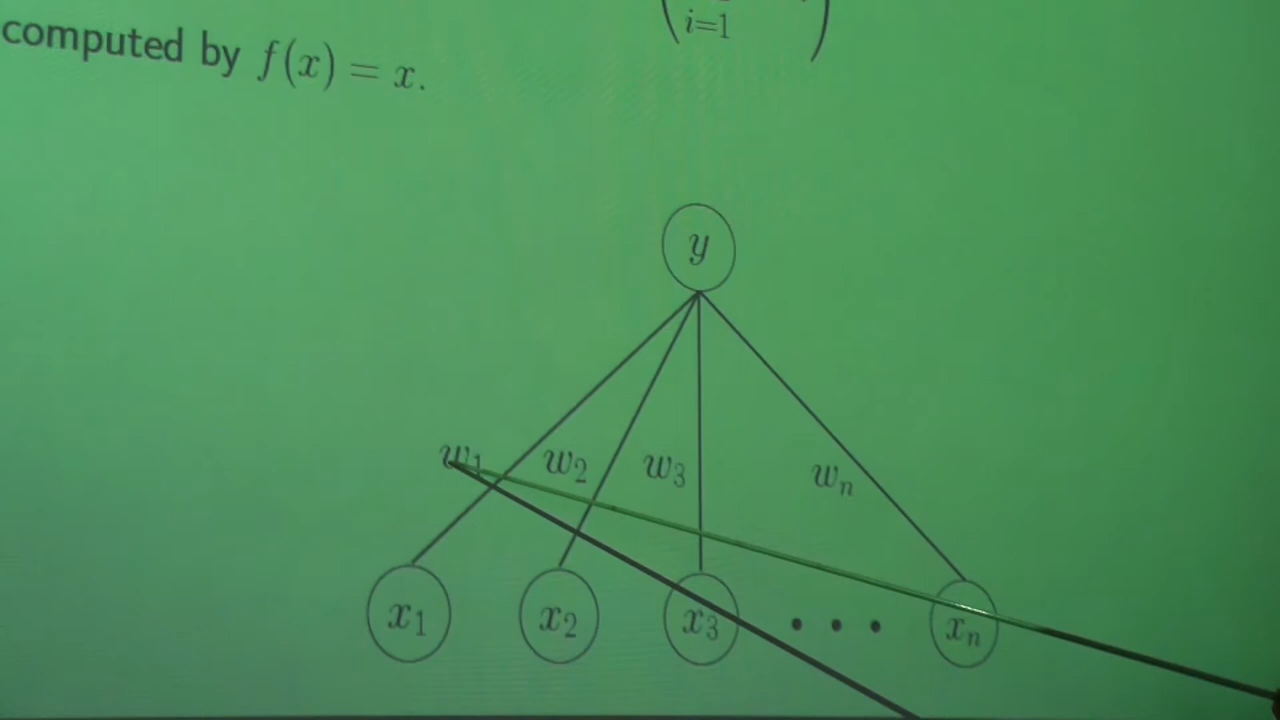 i=1
computed by f(x) = x.
y
w1 w2 w3 wn
x1 x2 x3 • • • xn